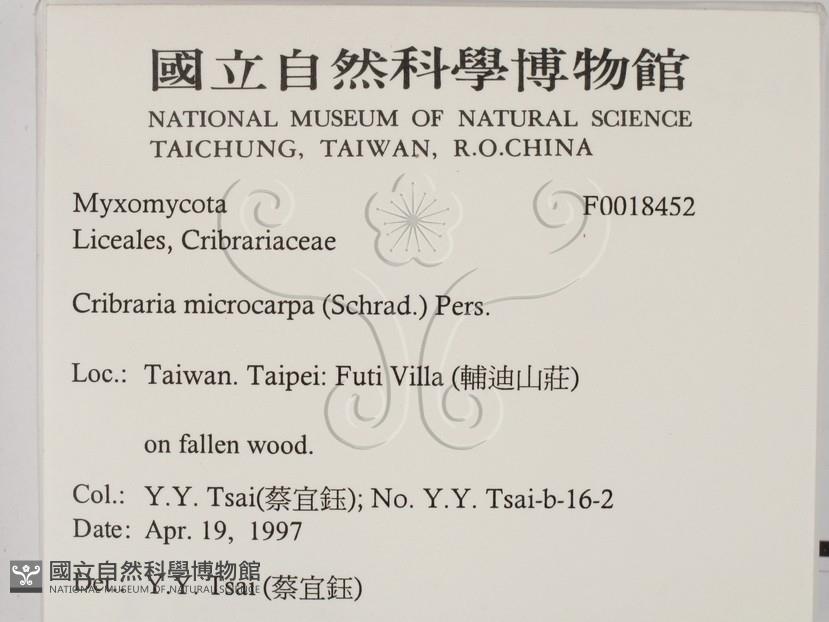 國立自然科學博物館
NATIONAL MUSEUM OF NATURAL SCIENCE
TAICHUNG, TAIWAN, R.O.CHINA
Myxomycota F0018452
Liceales, Cribrariaceae
Cribraria microcarpa (Schrad.) Pers.
Loc.: Taiwan. Taipei: Futi Villa (輔迪山莊)
on fallen wood.
Col.: Y.Y. Tsai(蔡宜鈺); No. Y.Y. Tsai-b-16-2
Date: Apr. 19, 1997
Det.: Y.Y. Tsai (蔡宜鈺)
國立自然科學博物館
NATIONAL MUSEUM OF NATURAL SCIENCE